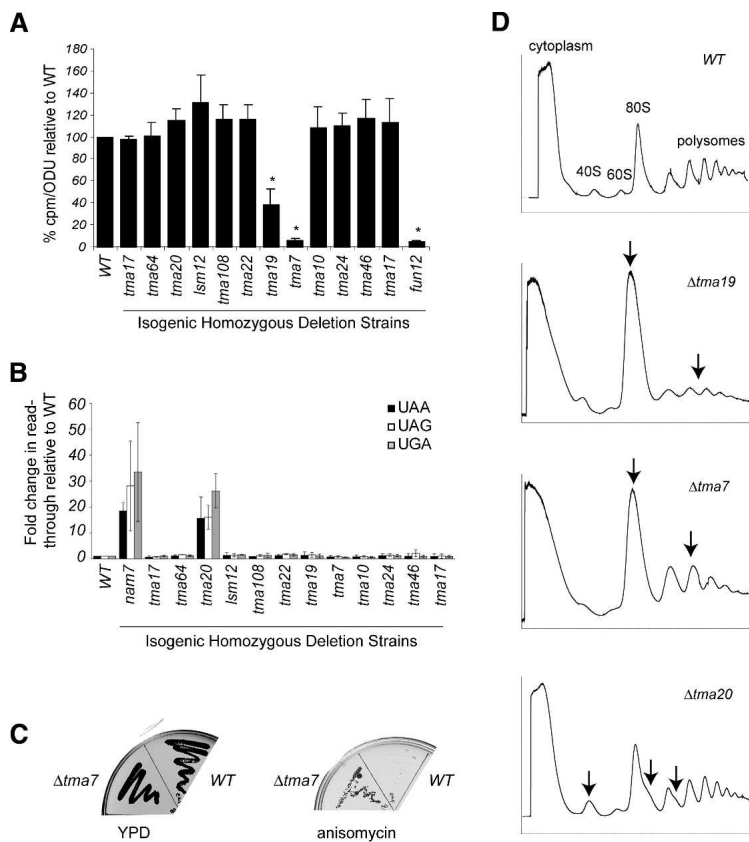 A
% cpm/ODU relative to WT
180
160
140
120
100
80
60
40
20
0
*
*
*
WT
tma17
tma64
tma20
lsm12
tma108
tma22
tma19
tma7
tma10
tma24
tma46
tma17
fun12
Isogenic Homozygous Deletion Strains
B
Fold change in read-
through relative to WT
60
50
40
30
20
10
0
UAA
UAG
UGA
WT
nam7
tma17
tma64
tma20
lsm12
tma108
tma22
tma19
tma7
tma10
tma24
tma46
tma17
Isogenic Homozygous Deletion Strains
C
Δtma7
WT
YPD
Δtma7
WT
anisomycin
D
cytoplasm
WT
80S
polysomes
40S
60S
Δtma19
Δtma7
Δtma20